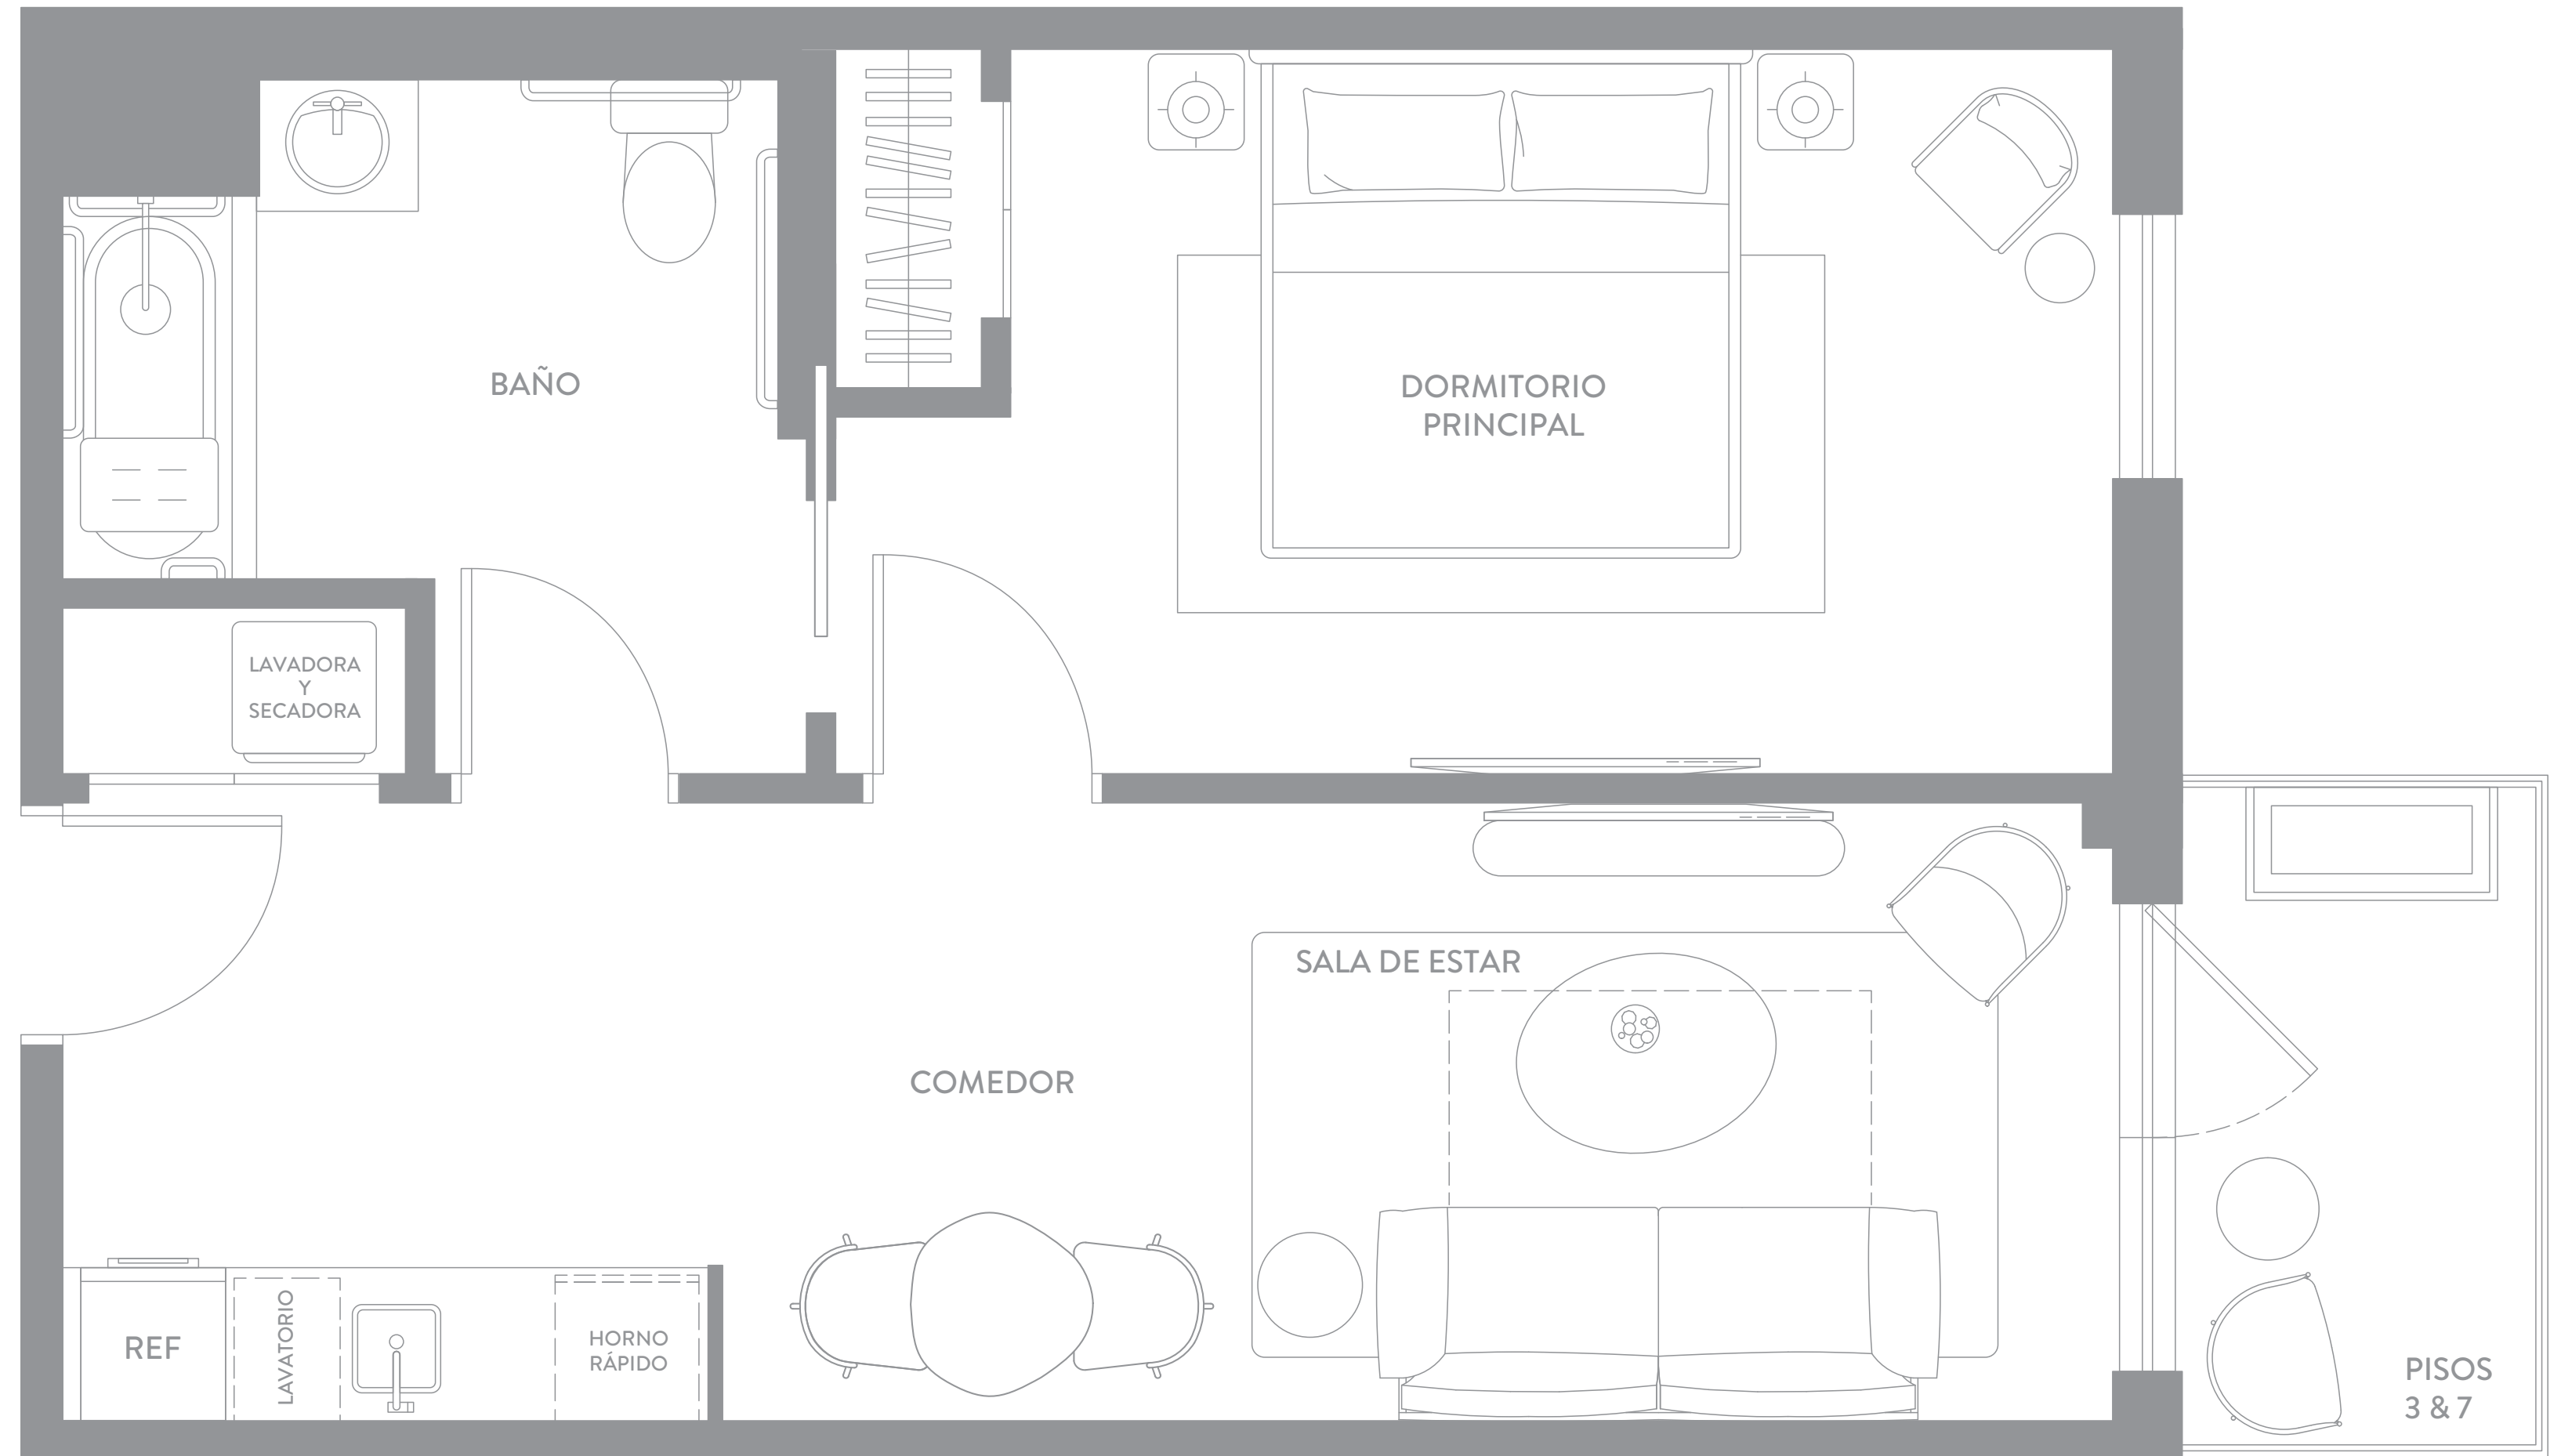 BAÑO
DORMITORIO
PRINCIPAL
LAVADORA
Y
SECADORA
SALA DE ESTAR
COMEDOR
REF
LAVATORIO
HORNO
RÁPIDO
PISOS
3 & 7